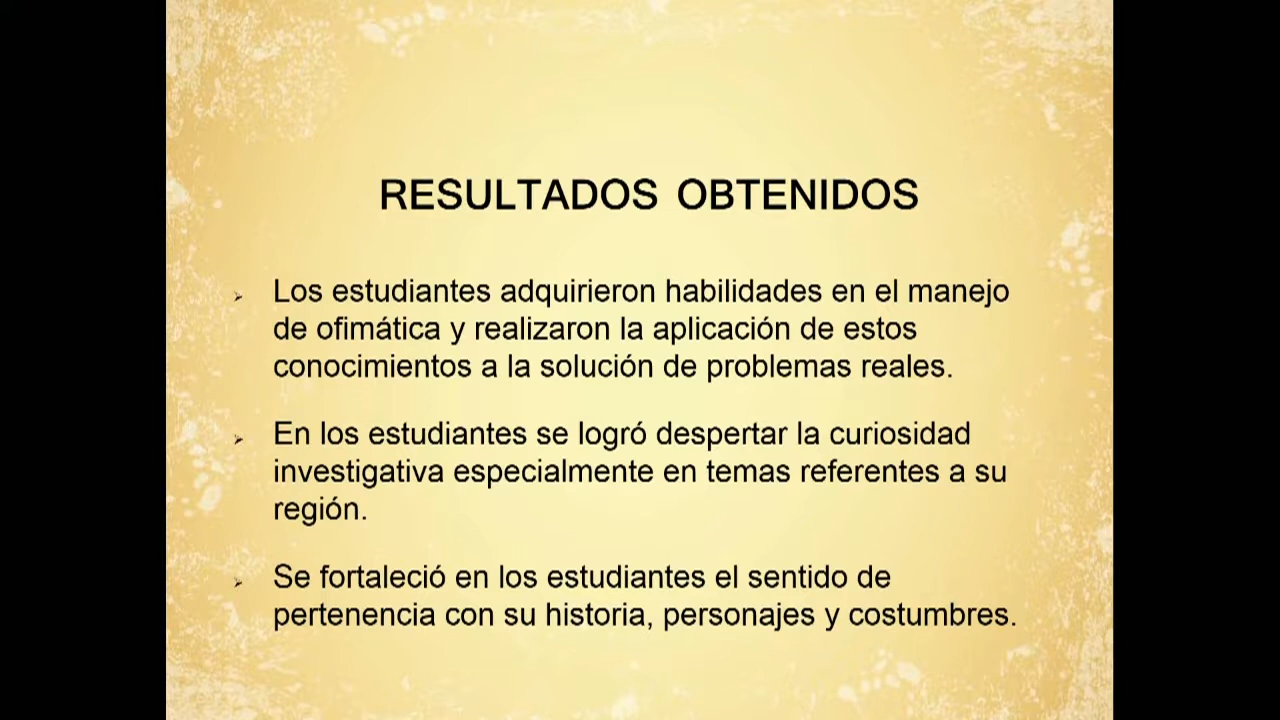 RESULTADOS OBTENIDOS
Los estudiantes adquirieron habilidades en el manejo
de ofimática y realizaron la aplicación de estos
conocimientos a la solución de problemas reales.
En los estudiantes se logró despertar la curiosidad
investigativa especialmente en temas referentes a su
región.
Se fortaleció en los estudiantes el sentido de
pertenencia con su historia, personajes y costumbres.